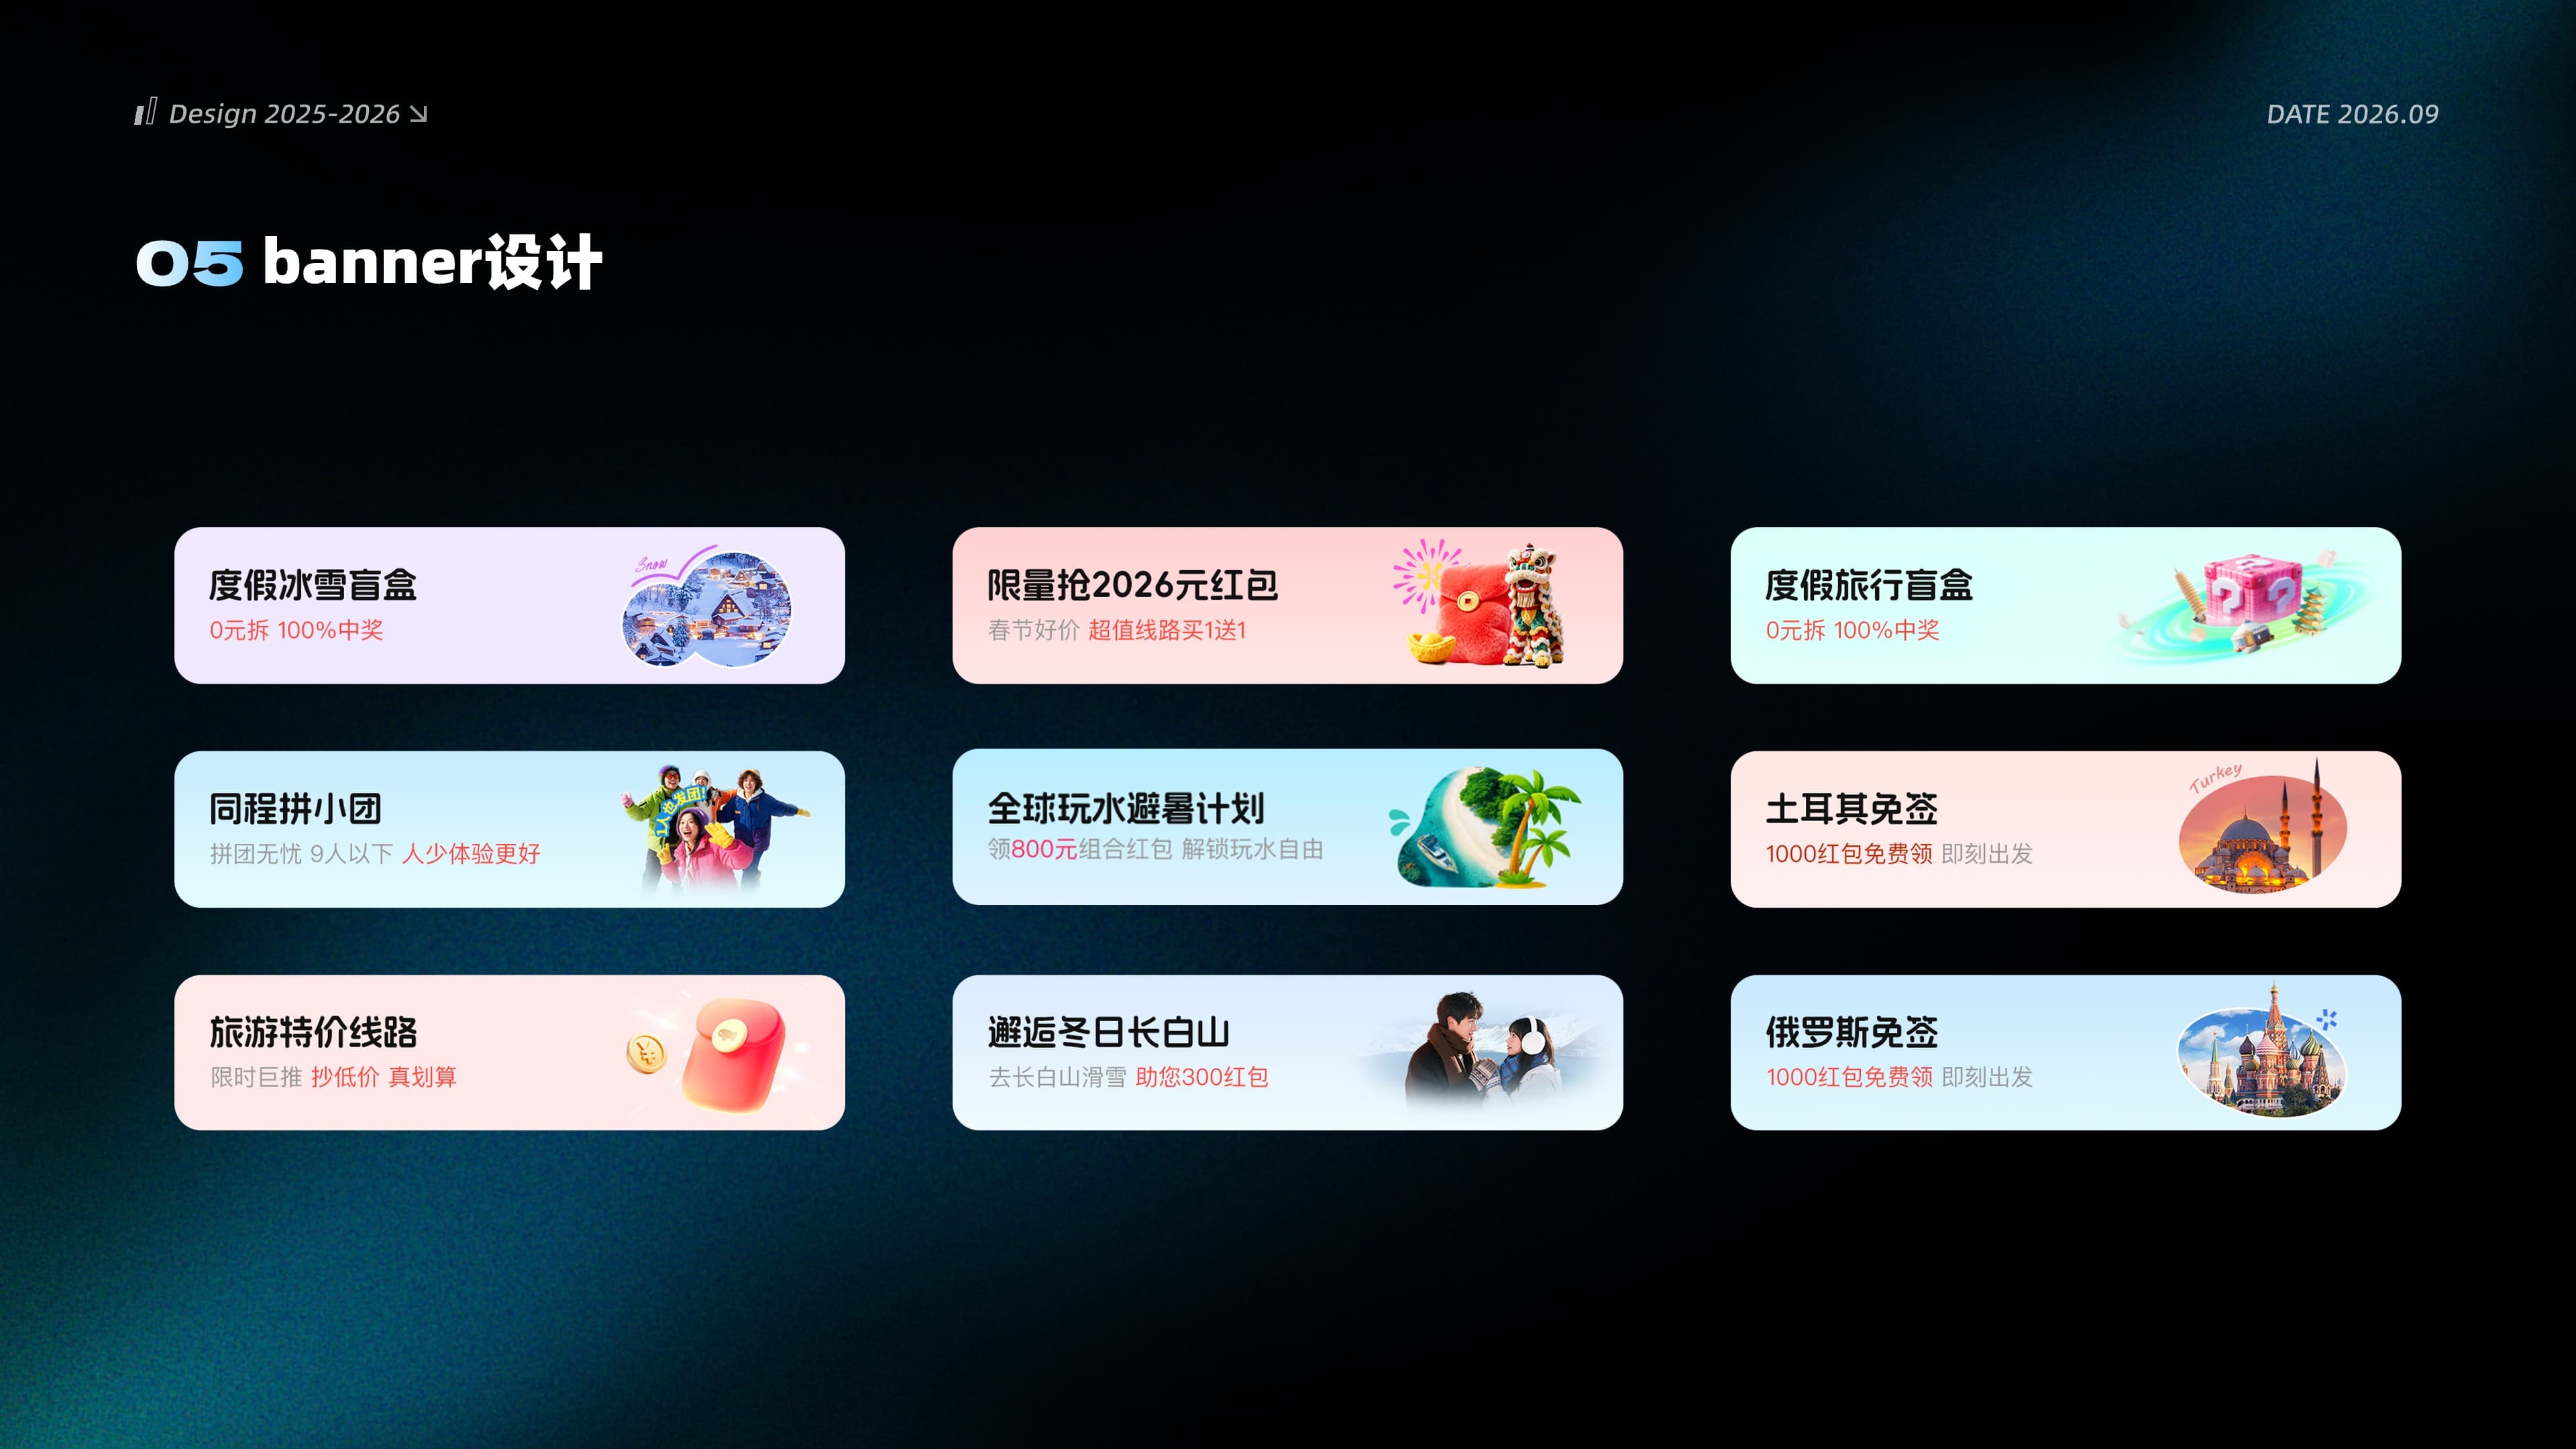 Design 2025-2026
DATE 2026.09
05 banner设计
度假冰雪盲盒
0元拆 100%中奖
Snow
限量抢2026元红包
春节好价 超值线路买1送1
度假旅行盲盒
0元拆 100%中奖
同程拼小团
拼团无忧 9人以下 人少体验更好
1人也发团!
全球玩水避暑计划
领800元组合红包 解锁玩水自由
土耳其免签
1000红包免费领 即刻出发
Turkey
旅游特价线路
限时巨推 抄低价 真划算
邂逅冬日长白山
去长白山滑雪 助您300红包
俄罗斯免签
1000红包免费领 即刻出发